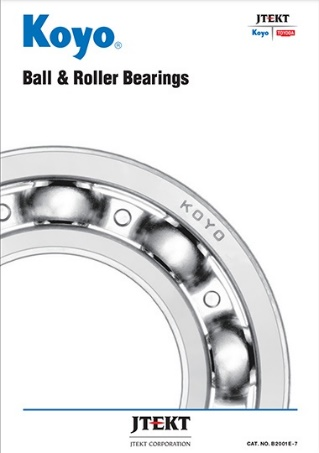 Koyo®
JTEKT
Koyo TOYODA
Ball & Roller Bearings
KOYO
JTEKT
JTEKT CORPORATION
CAT. NO. B2001E-7